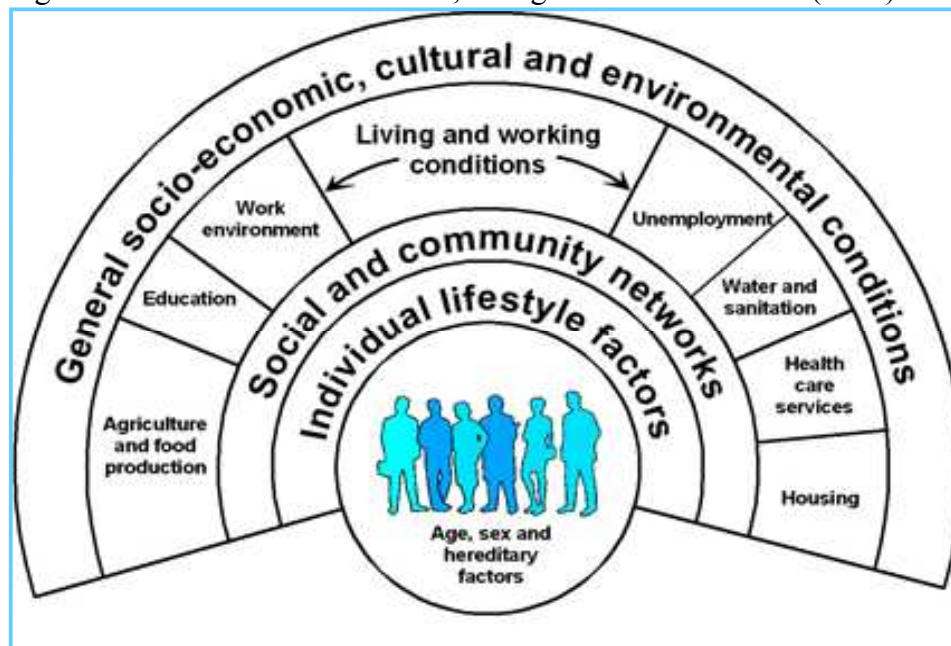 General socio-economic, cultural and environmental conditions
Living and working
conditions
Work
environment
Unemployment
Education
Water and
sanitation
Agriculture
and food
production
Health
care
services
Housing
Social and community networks
Individual lifestyle factors
Age, sex and
hereditary
factors